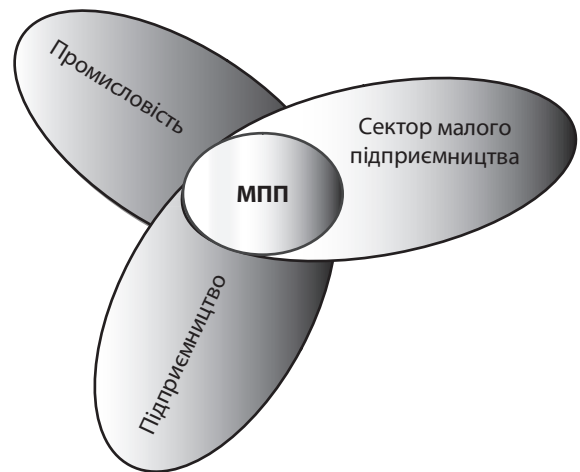 Промисловість
Сектор малого
підприємництва
МПП
Підприємництво